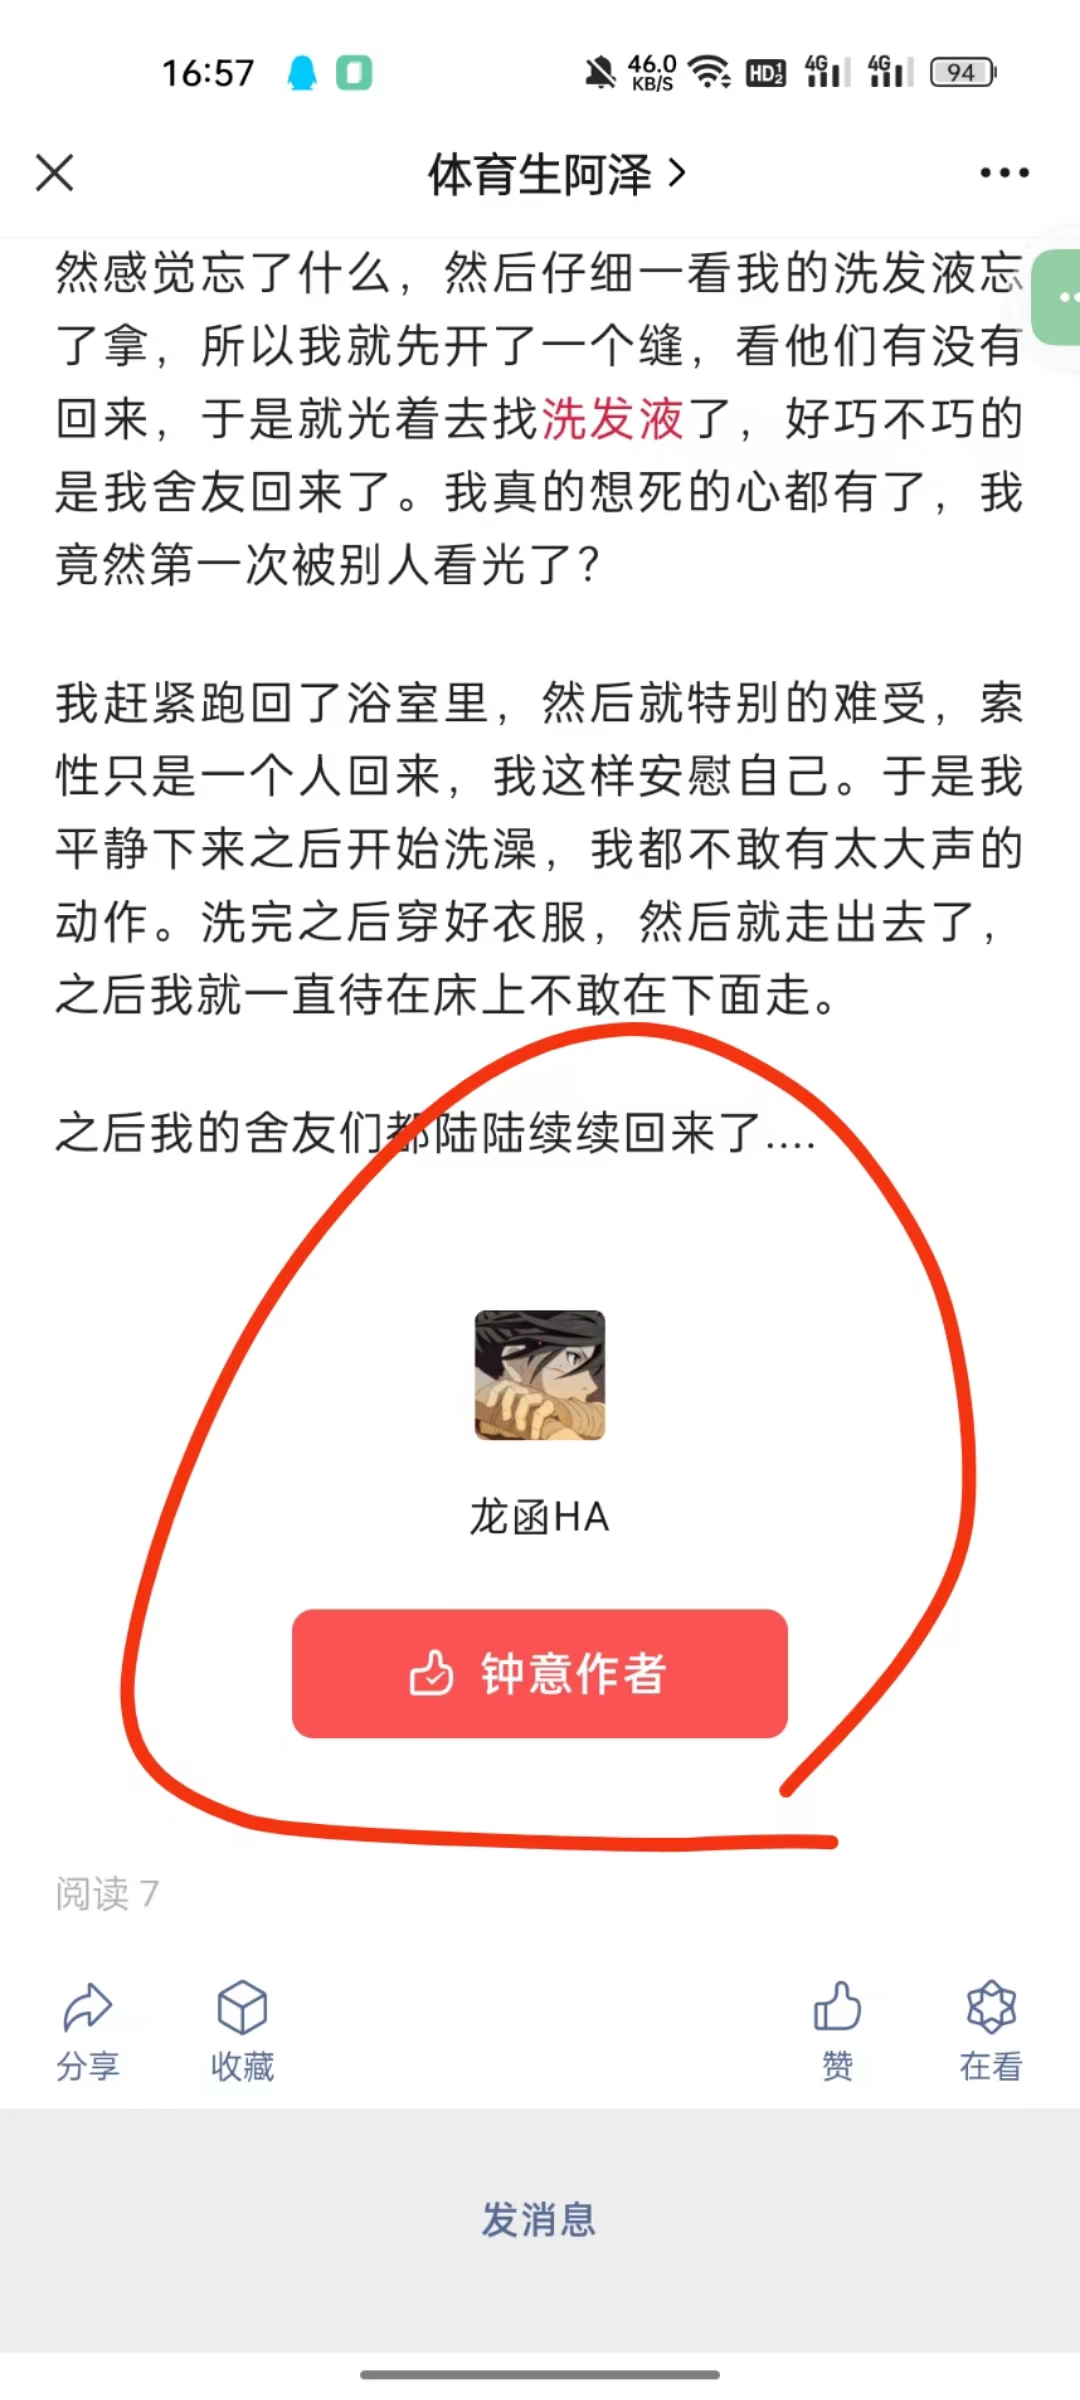 16:57
46.0
KB/S
HD
4G
4G
94
体育生阿泽
然感觉忘了什么，然后仔细一看我的洗发液忘
了拿，所以我就先开了一个缝，看他们有没有
回来，于是就光着去找洗发液了，好巧不巧的
是我舍友回来了。我真的想死的心都有了，我
竟然第一次被别人看光了？
我赶紧跑回了浴室里，然后就特别的难受，索
性只是一个人回来，我这样安慰自己。于是我
平静下来之后开始洗澡，我都不敢有太大声的
动作。洗完之后穿好衣服，然后就走出去了，
之后我就一直待在床上不敢在下面走。
之后我的舍友们都陆陆续续回来了....
龙函HA
钟意作者
阅读 7
分享
收藏
赞
在看
发消息